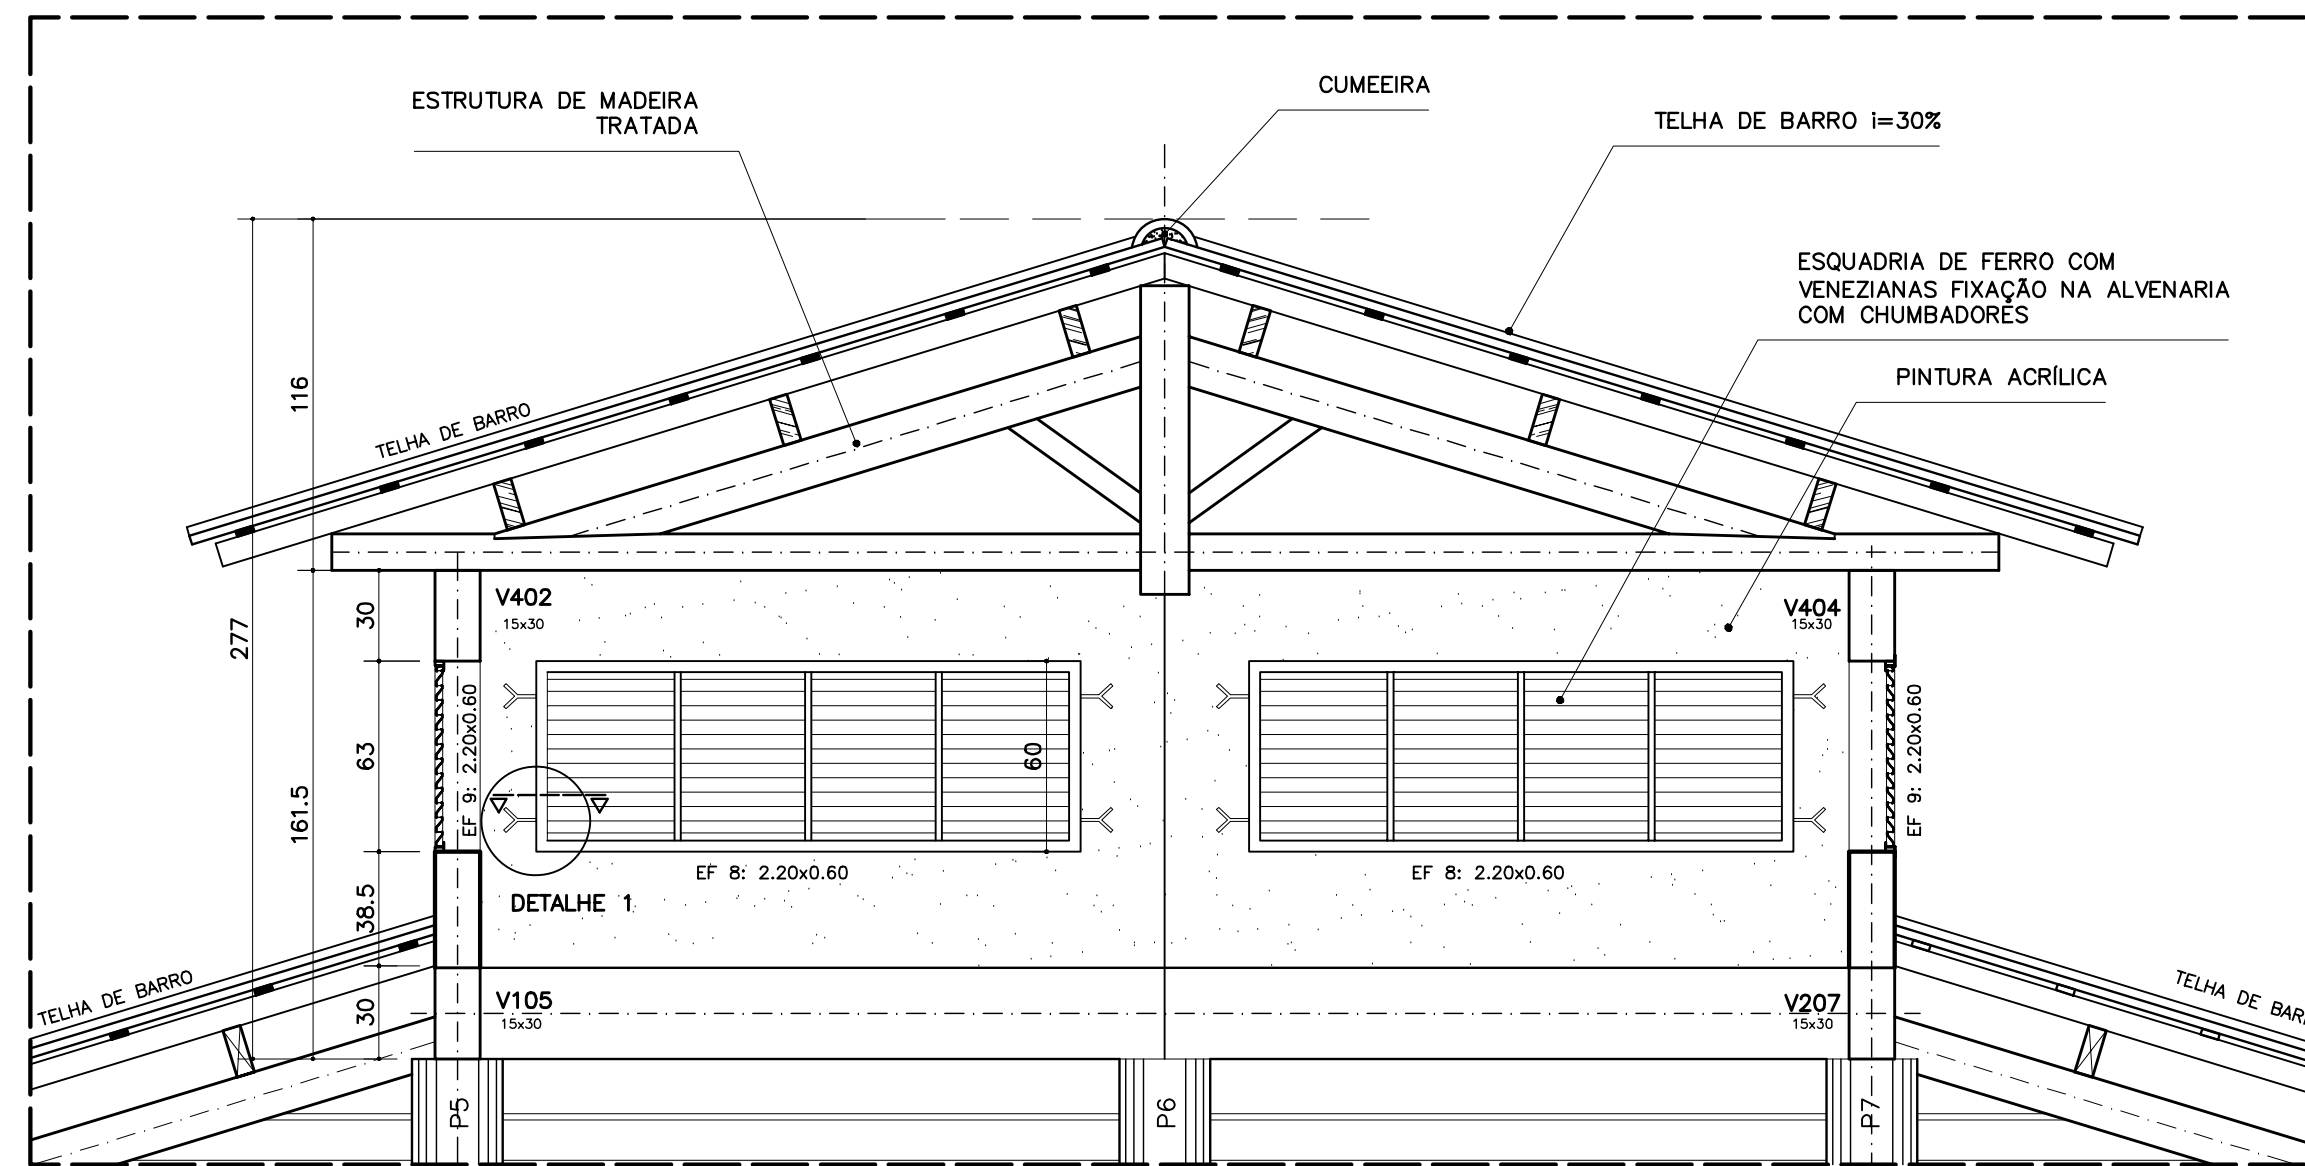 CUMEEIRA
ESTRUTURA DE MADEIRA
TRATADA
TELHA DE BARRO i=30%
ESQUADRIA DE FERRO COM
VENEZIANAS FIXAÇÃO NA ALVENARIA
COM CHUMBADORES
PINTURA ACRÍLICA
116
TELHA DE BARRO
277
30
V402
15x30
V404
15x30
63
161.5
EF 9: 2.20x0.60
60
EF 9: 2.20x0.60
EF 8: 2.20x0.60
EF 8: 2.20x0.60
38.5
DETALHE 1
TELHA DE BARRO
TELHA DE BARR
30
V105
15x30
V207
15x30
P5
P6
P7